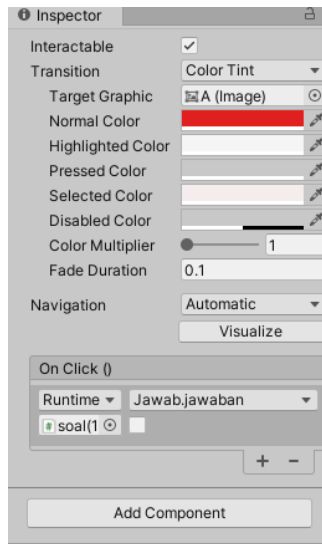 Inspector
Interactable
Transition Color Tint
Target Graphic A (Image)
Normal Color
Highlighted Color
Pressed Color
Selected Color
Disabled Color
Color Multiplier 1
Fade Duration 0.1
Navigation Automatic
Visualize
On Click ()
Runtime Jawab.jawaban
soal(1
+ −
Add Component